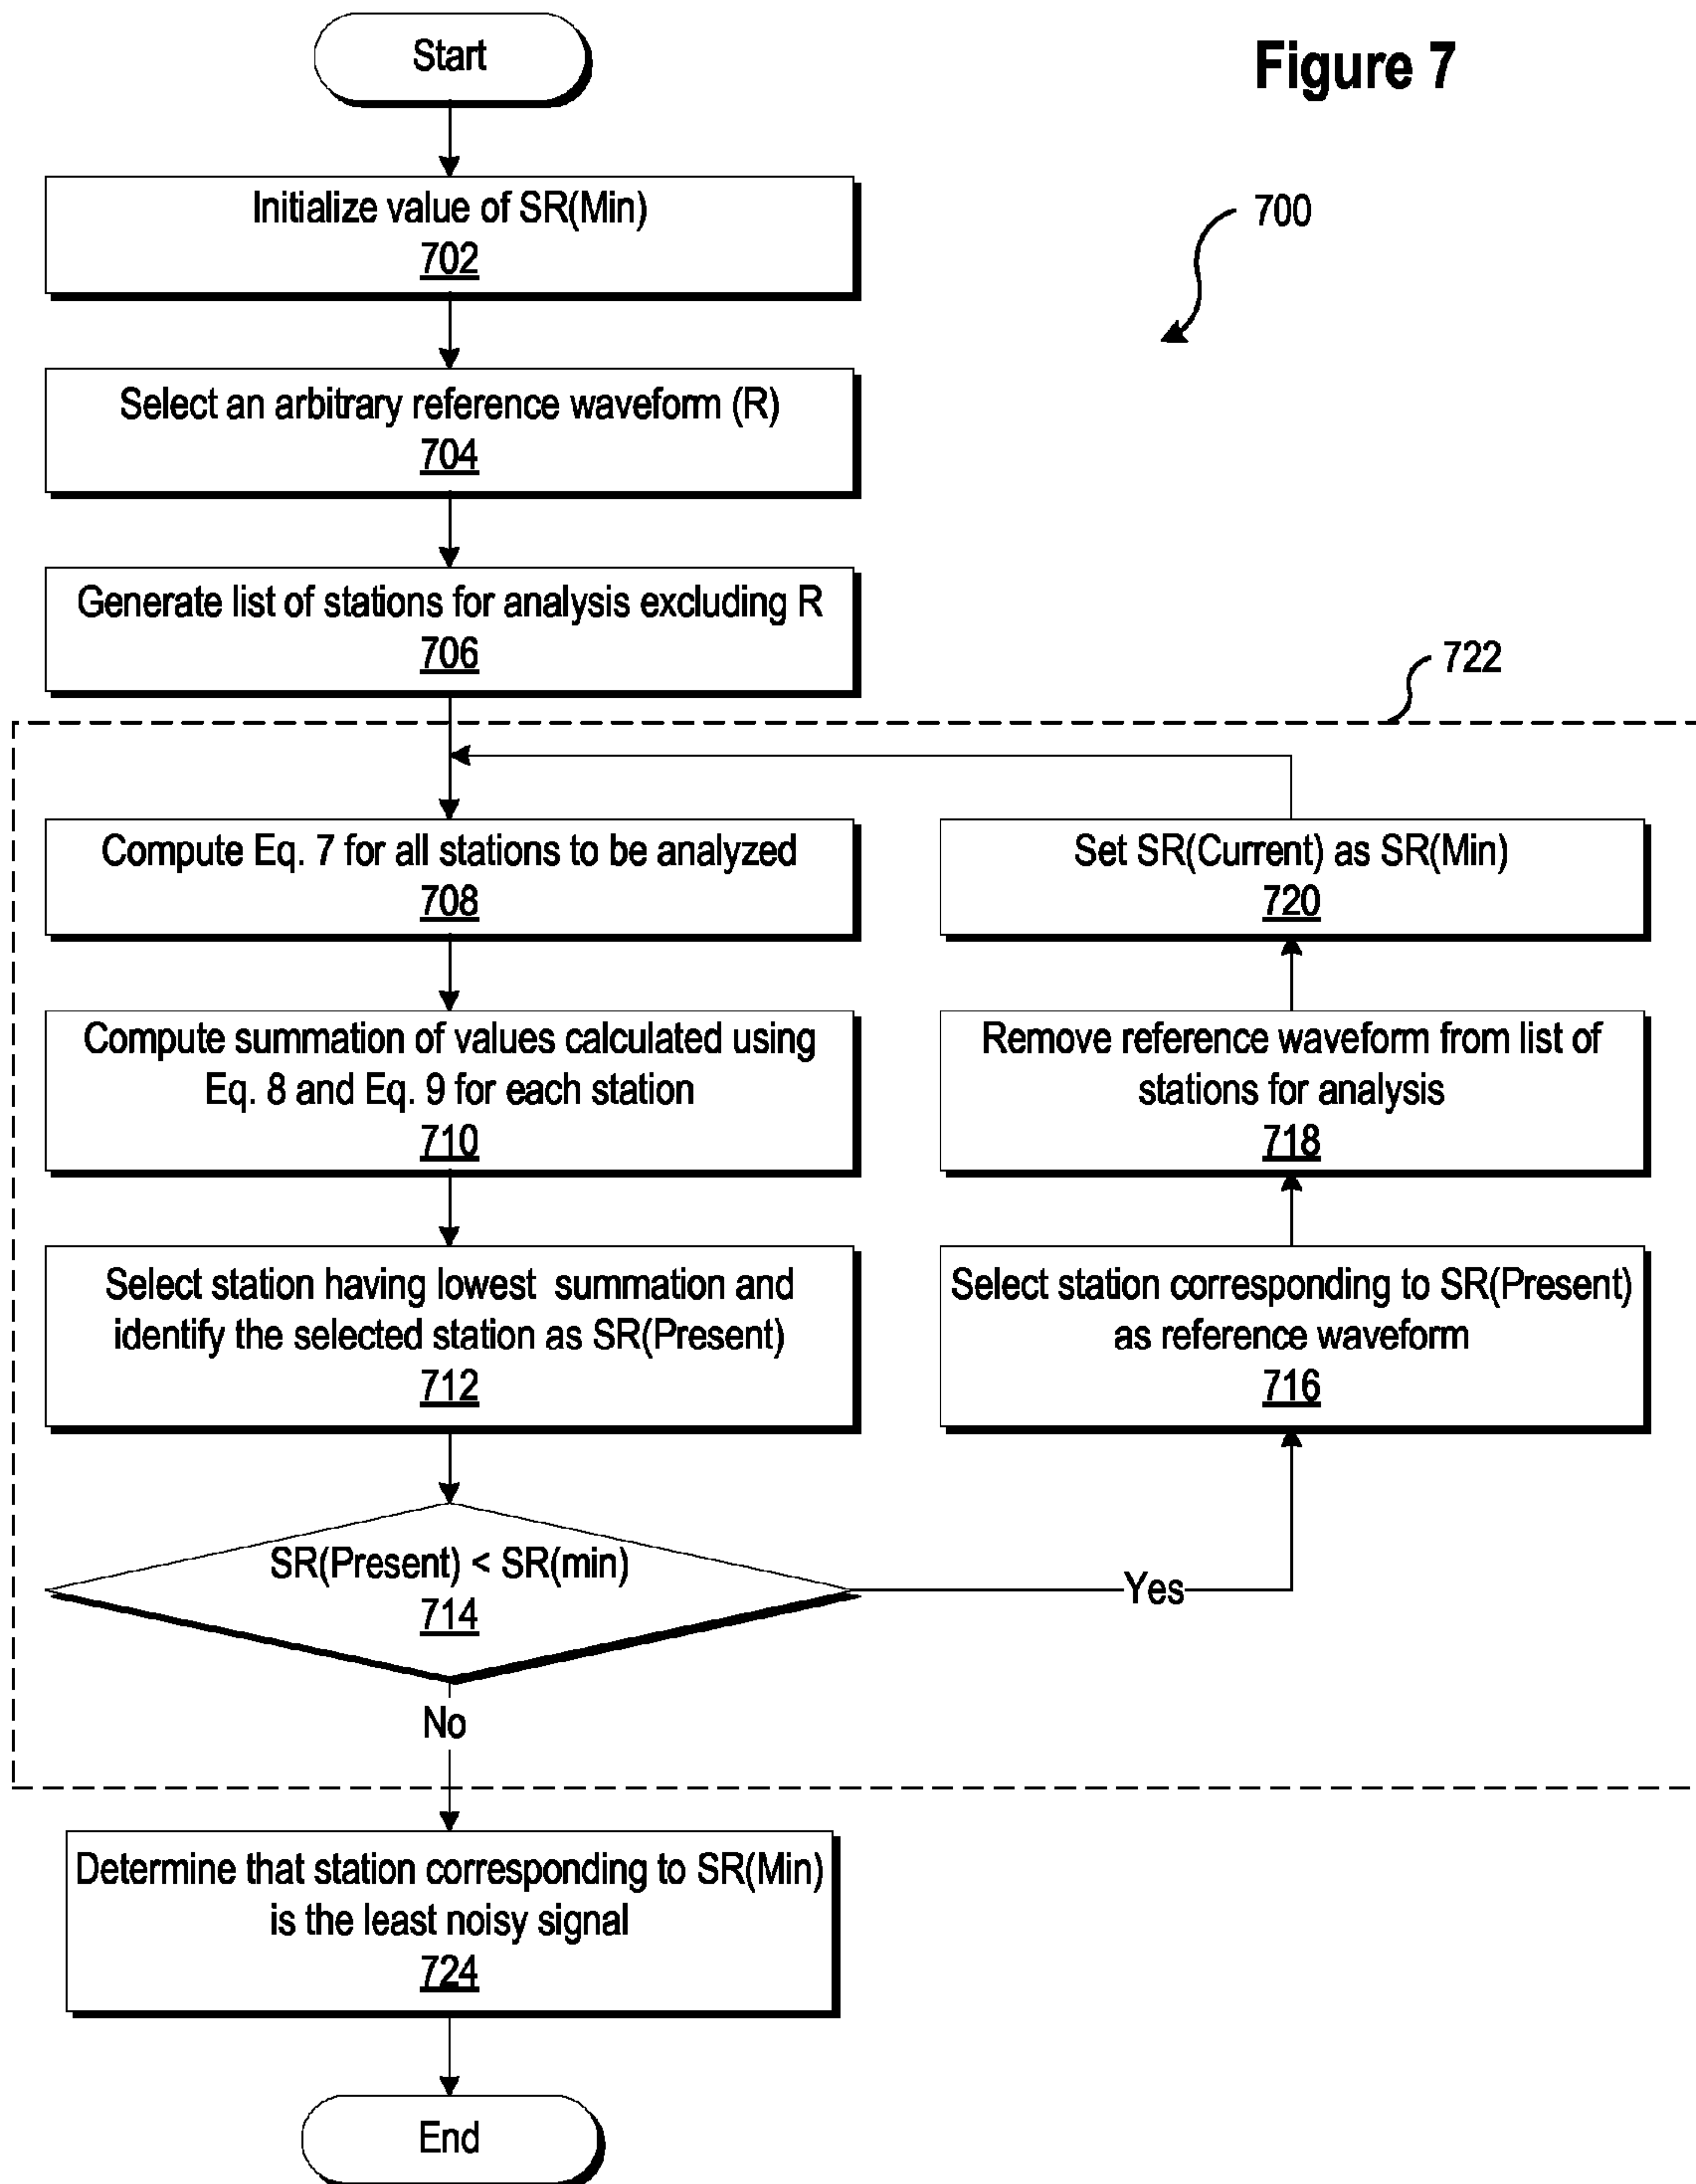 Figure 7
700
Start
Initialize value of SR(Min)
702
Select an arbitrary reference waveform (R)
704
Generate list of stations for analysis excluding R
706
722
Compute Eq. 7 for all stations to be analyzed
708
Compute summation of values calculated using
Eq. 8 and Eq. 9 for each station
710
Select station having lowest summation and
identify the selected station as SR(Present)
712
SR(Present) < SR(min)
714
Yes
Select station corresponding to SR(Present)
as reference waveform
716
Remove reference waveform from list of
stations for analysis
718
Set SR(Current) as SR(Min)
720
No
Determine that station corresponding to SR(Min)
is the least noisy signal
724
End